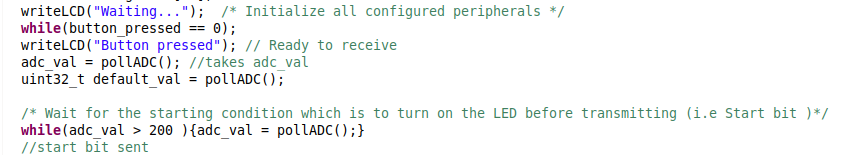 writeLCD("Waiting..."); /* Initialize all configured peripherals */
while(button_pressed == 0);
writeLCD("Button pressed"); // Ready to receive
adc_val = pollADC(); //takes adc_val
uint32_t default_val = pollADC();
/* Wait for the starting condition which is to turn on the LED before transmitting (i.e Start bit )*/
while(adc_val > 200 ){adc_val = pollADC();}
//start bit sent